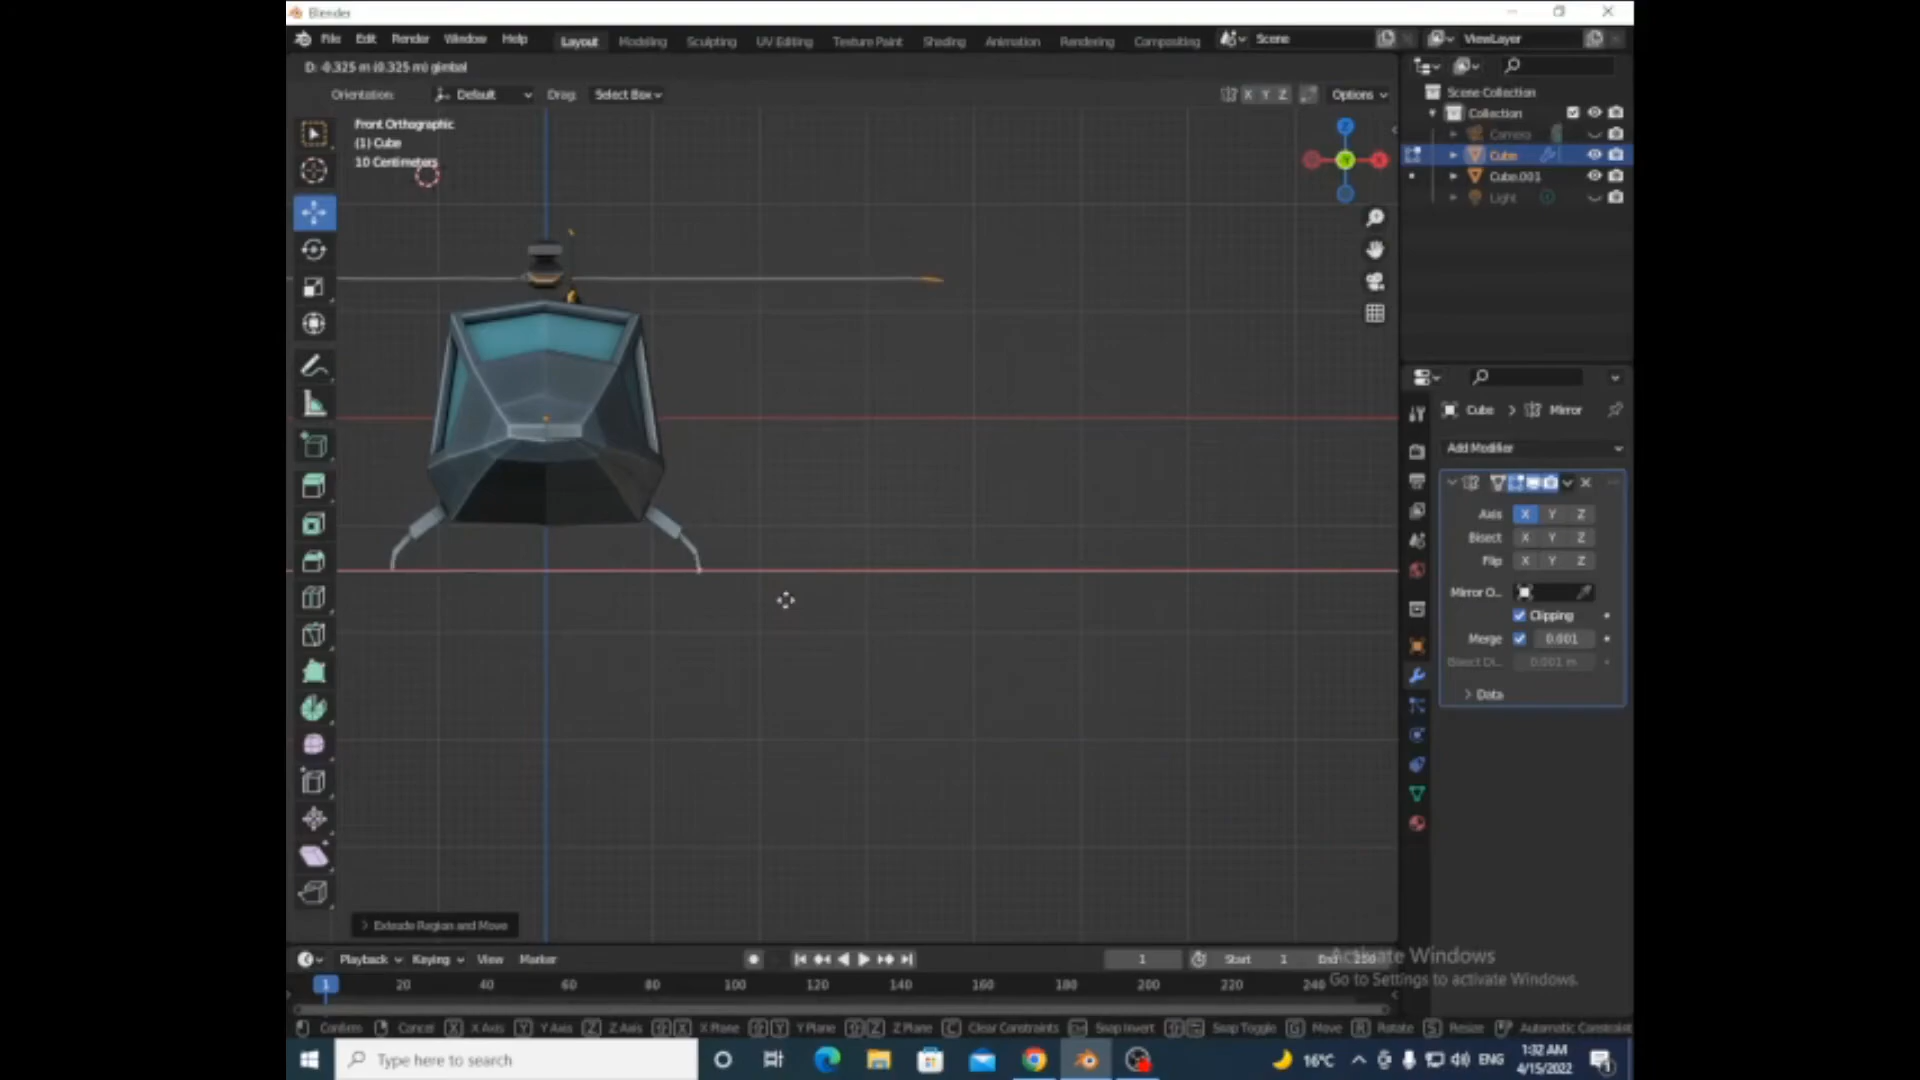 Blender
File Edit Render Window Help Layout Modeling Sculpting UV Editing Texture Paint Shading Animation Rendering Compositing Scene ViewLayer
D: -0.325 m (0.325 m) gimbal
Orientation: Default Drag: Select Box X Y Z Options
Front Orthographic
(1) Cube
10 Centimeters
Z
Y
X
Scene Collection
Collection
Camera
Cube
Cube.001
Light
Cube > Mirror
Add Modifier
Axis X Y Z
Bisect X Y Z
Flip X Y Z
Mirror O...
Clipping
Merge 0.001
Bisect Di... 0.001 m
> Data
> Extrude Region and Move
Playback Keying View Marker 1 Start 1 End 250
1 20 40 60 80 100 120 140 160 180 200 220 240
Activate Windows
Go to Settings to activate Windows.
Confirm Cancel X X Axis Y Y Axis Z Z Axis X X Plane Y Y Plane Z Z Plane C Clear Constraints Snap Invert Snap Toggle G Move R Rotate S Resize Automatic Constraint
Type here to search
16°C ENG
1:32 AM
4/15/2022
1